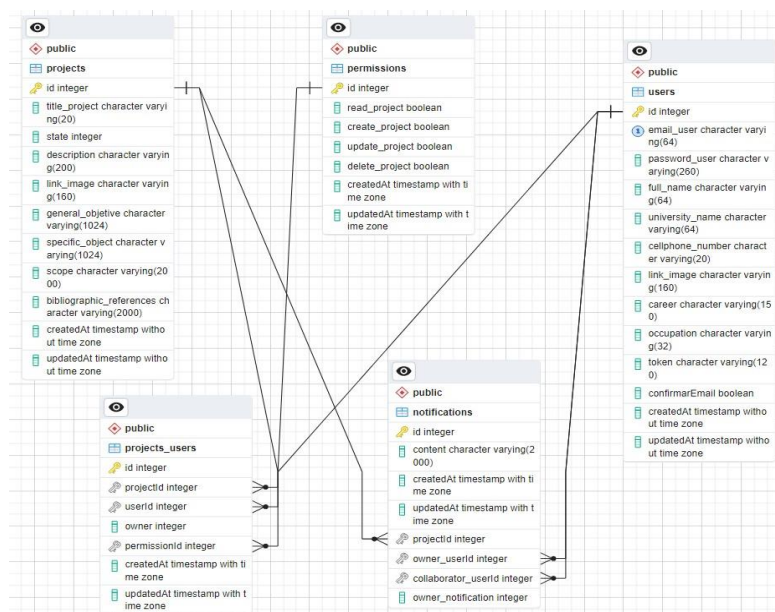 public
projects
id integer
title_project character varyi
ng(20)
state integer
description character varyin
g(200)
link_image character varyin
g(160)
general_objetive character
varying(1024)
specific_object character v
arying(1024)
scope character varying(20
00)
bibliographic_references ch
aracter varying(2000)
createdAt timestamp witho
ut time zone
updatedAt timestamp witho
ut time zone
public
permissions
id integer
read_project boolean
create_project boolean
update_project boolean
delete_project boolean
createdAt timestamp with ti
me zone
updatedAt timestamp with t
ime zone
public
users
id integer
1 email_user character varyi
ng(64)
password_user character v
arying(260)
full_name character varyin
g(64)
university_name character
varying(64)
cellphone_number charact
er varying(20)
link_image character varyin
g(160)
career character varying(15
0)
occupation character varyin
g(32)
token character varying(12
0)
confirmarEmail boolean
createdAt timestamp witho
ut time zone
updatedAt timestamp witho
ut time zone
public
projects_users
id integer
projectId integer
userId integer
owner integer
permissionId integer
createdAt timestamp with ti
me zone
updatedAt timestamp with t
ime zone
public
notifications
id integer
content character varying(2
000)
createdAt timestamp with ti
me zone
updatedAt timestamp with t
ime zone
projectId integer
owner_userId integer
collaborator_userId integer
owner_notification integer